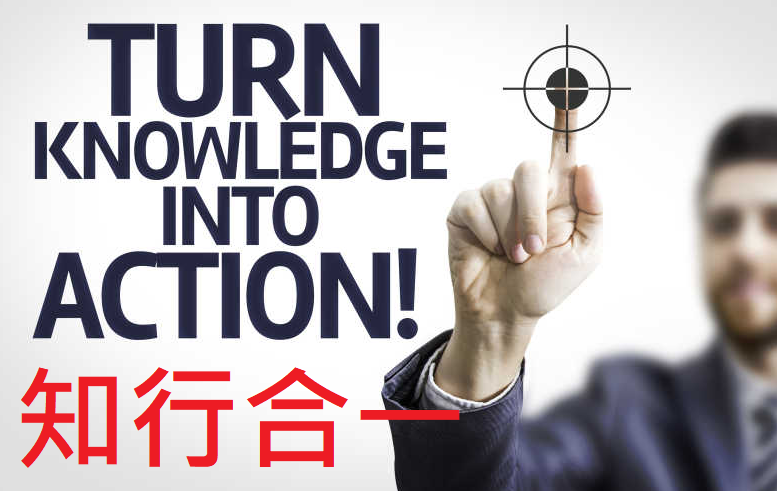 TURN
KNOWLEDGE
INTO
ACTION!
知行合一